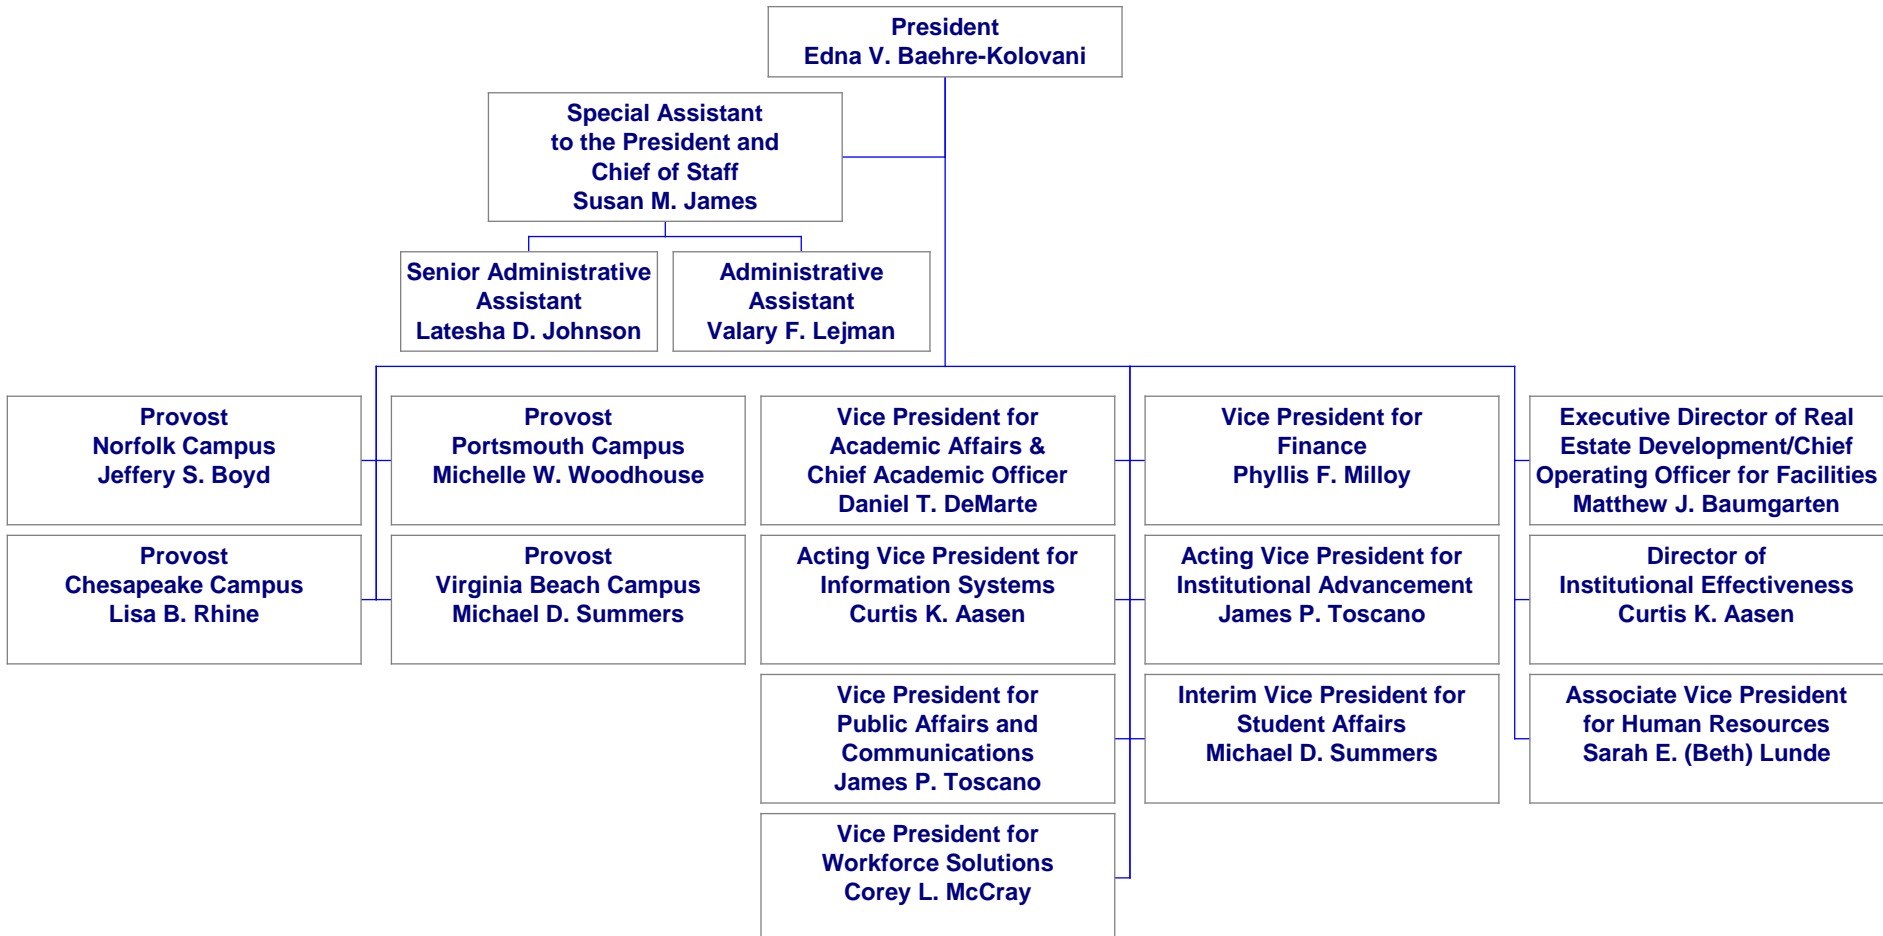 President
Edna V. Baehre-Kolovani
Special Assistant
to the President and
Chief of Staff
Susan M. James
Senior Administrative
Assistant
Latesha D. Johnson
Administrative
Assistant
Valary F. Lejman
Provost
Norfolk Campus
Jeffery S. Boyd
Provost
Portsmouth Campus
Michelle W. Woodhouse
Vice President for
Academic Affairs &
Chief Academic Officer
Daniel T. DeMarte
Vice President for
Finance
Phyllis F. Milloy
Executive Director of Real
Estate Development/Chief
Operating Officer for Facilities
Matthew J. Baumgarten
Provost
Chesapeake Campus
Lisa B. Rhine
Provost
Virginia Beach Campus
Michael D. Summers
Acting Vice President for
Information Systems
Curtis K. Aasen
Acting Vice President for
Institutional Advancement
James P. Toscano
Director of
Institutional Effectiveness
Curtis K. Aasen
Vice President for
Public Affairs and
Communications
James P. Toscano
Interim Vice President for
Student Affairs
Michael D. Summers
Associate Vice President
for Human Resources
Sarah E. (Beth) Lunde
Vice President for
Workforce Solutions
Corey L. McCray